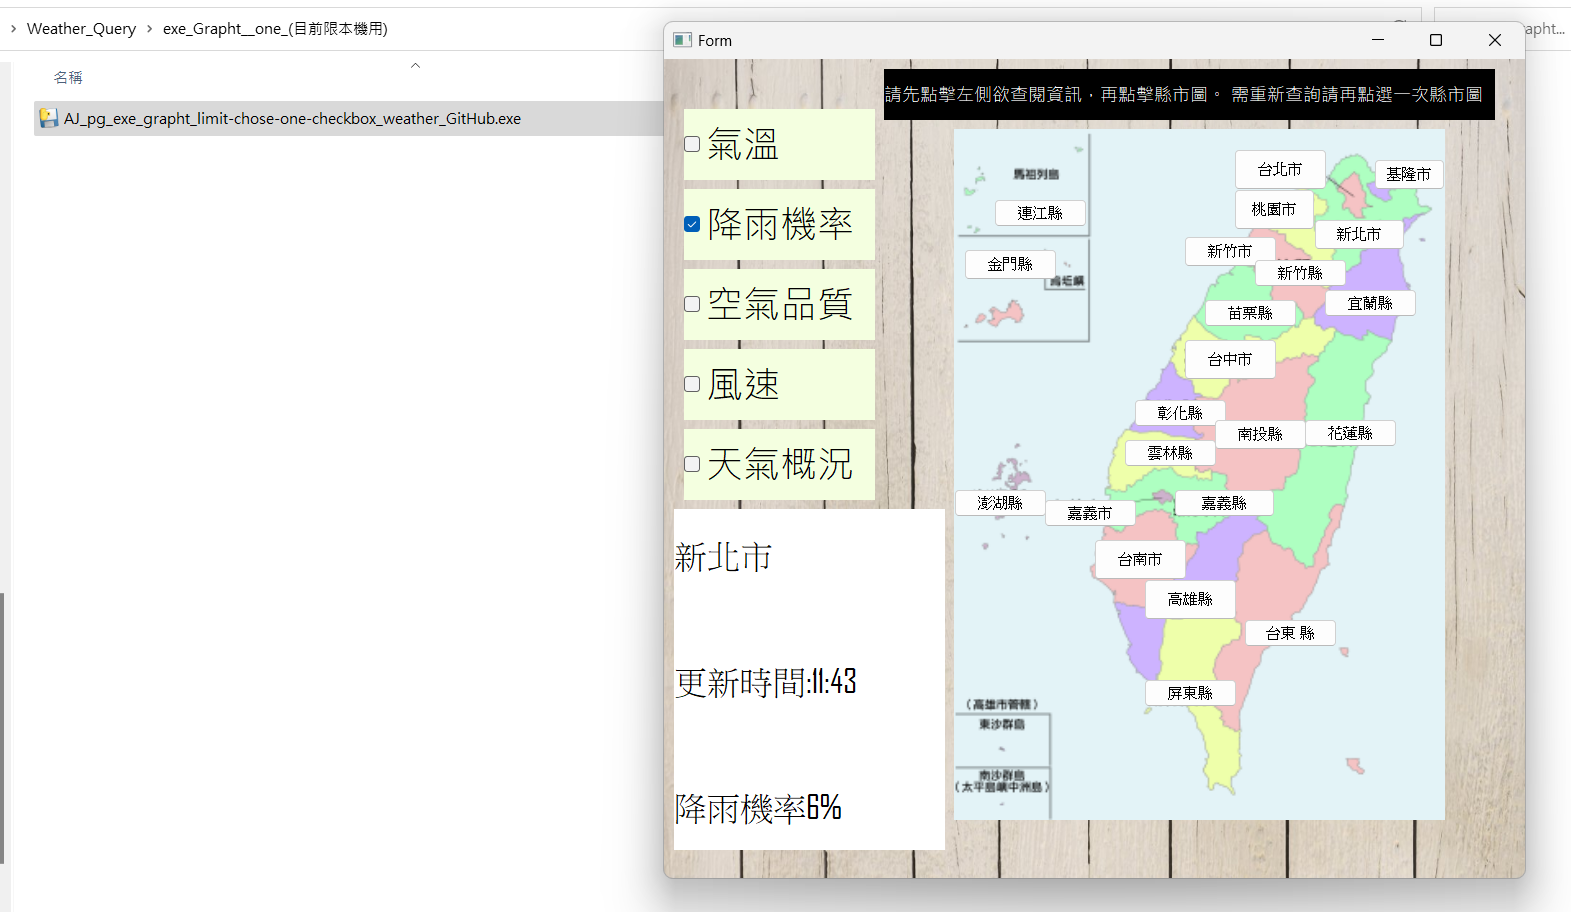 Weather_Query > exe_Grapht__one_(目前限本機用)
apht...
名稱
AJ_pg_exe_grapht_limit-chose-one-checkbox_weather_GitHub.exe
Form
請先點擊左側欲查閱資訊，再點擊縣市圖。 需重新查詢請再點選一次縣市圖
氣溫
降雨機率
空氣品質
風速
天氣概況
新北市
更新時間:11:43
降雨機率6%
馬祖列島
連江縣
金門縣
烏坵嶼
台北市
基隆市
桃園市
新北市
新竹市
新竹縣
宜蘭縣
苗栗縣
台中市
彰化縣
南投縣
花蓮縣
雲林縣
澎湖縣
嘉義市
嘉義縣
台南市
高雄縣
台東 縣
屏東縣
(高雄市管轄)
東沙群島
南沙群島
(太平島嶼中洲島)